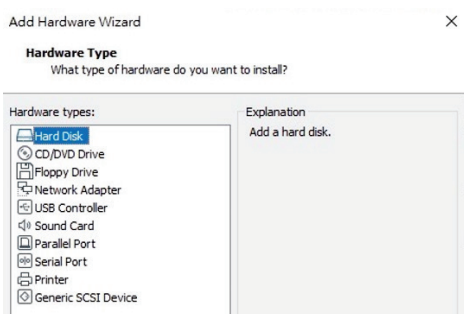 Add Hardware Wizard
Hardware Type
What type of hardware do you want to install?
Hardware types:
Hard Disk
CD/DVD Drive
Floppy Drive
Network Adapter
USB Controller
Sound Card
Parallel Port
Serial Port
Printer
Generic SCSI Device
Explanation
Add a hard disk.